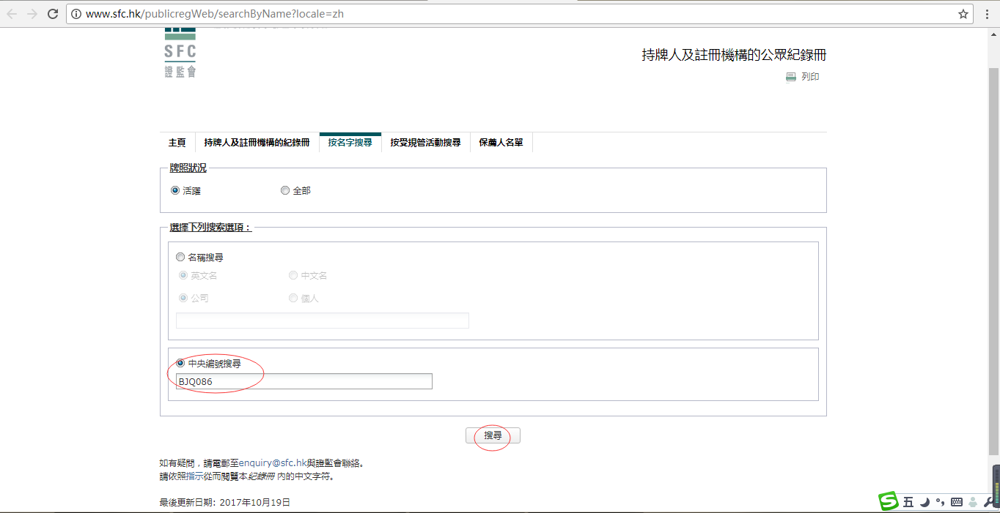 www.sfc.hk/publicregWeb/searchByName?locale=zh
SFC
證監會
持牌人及註冊機構的公眾紀錄冊
列印
主頁 持牌人及註冊機構的紀錄冊 按名字搜尋 按受規管活動搜尋 保薦人名單
牌照狀況
活躍 全部
選擇下列搜索選項：
名稱搜尋
英文名 中文名
公司 個人
中央編號搜尋
BJQ086
搜尋
如有疑問，請電郵至enquiry@sfc.hk與證監會聯絡。
請依照指示從而閱覽本紀錄冊 內的中文字符。
最後更新日期: 2017年10月19日
S 五